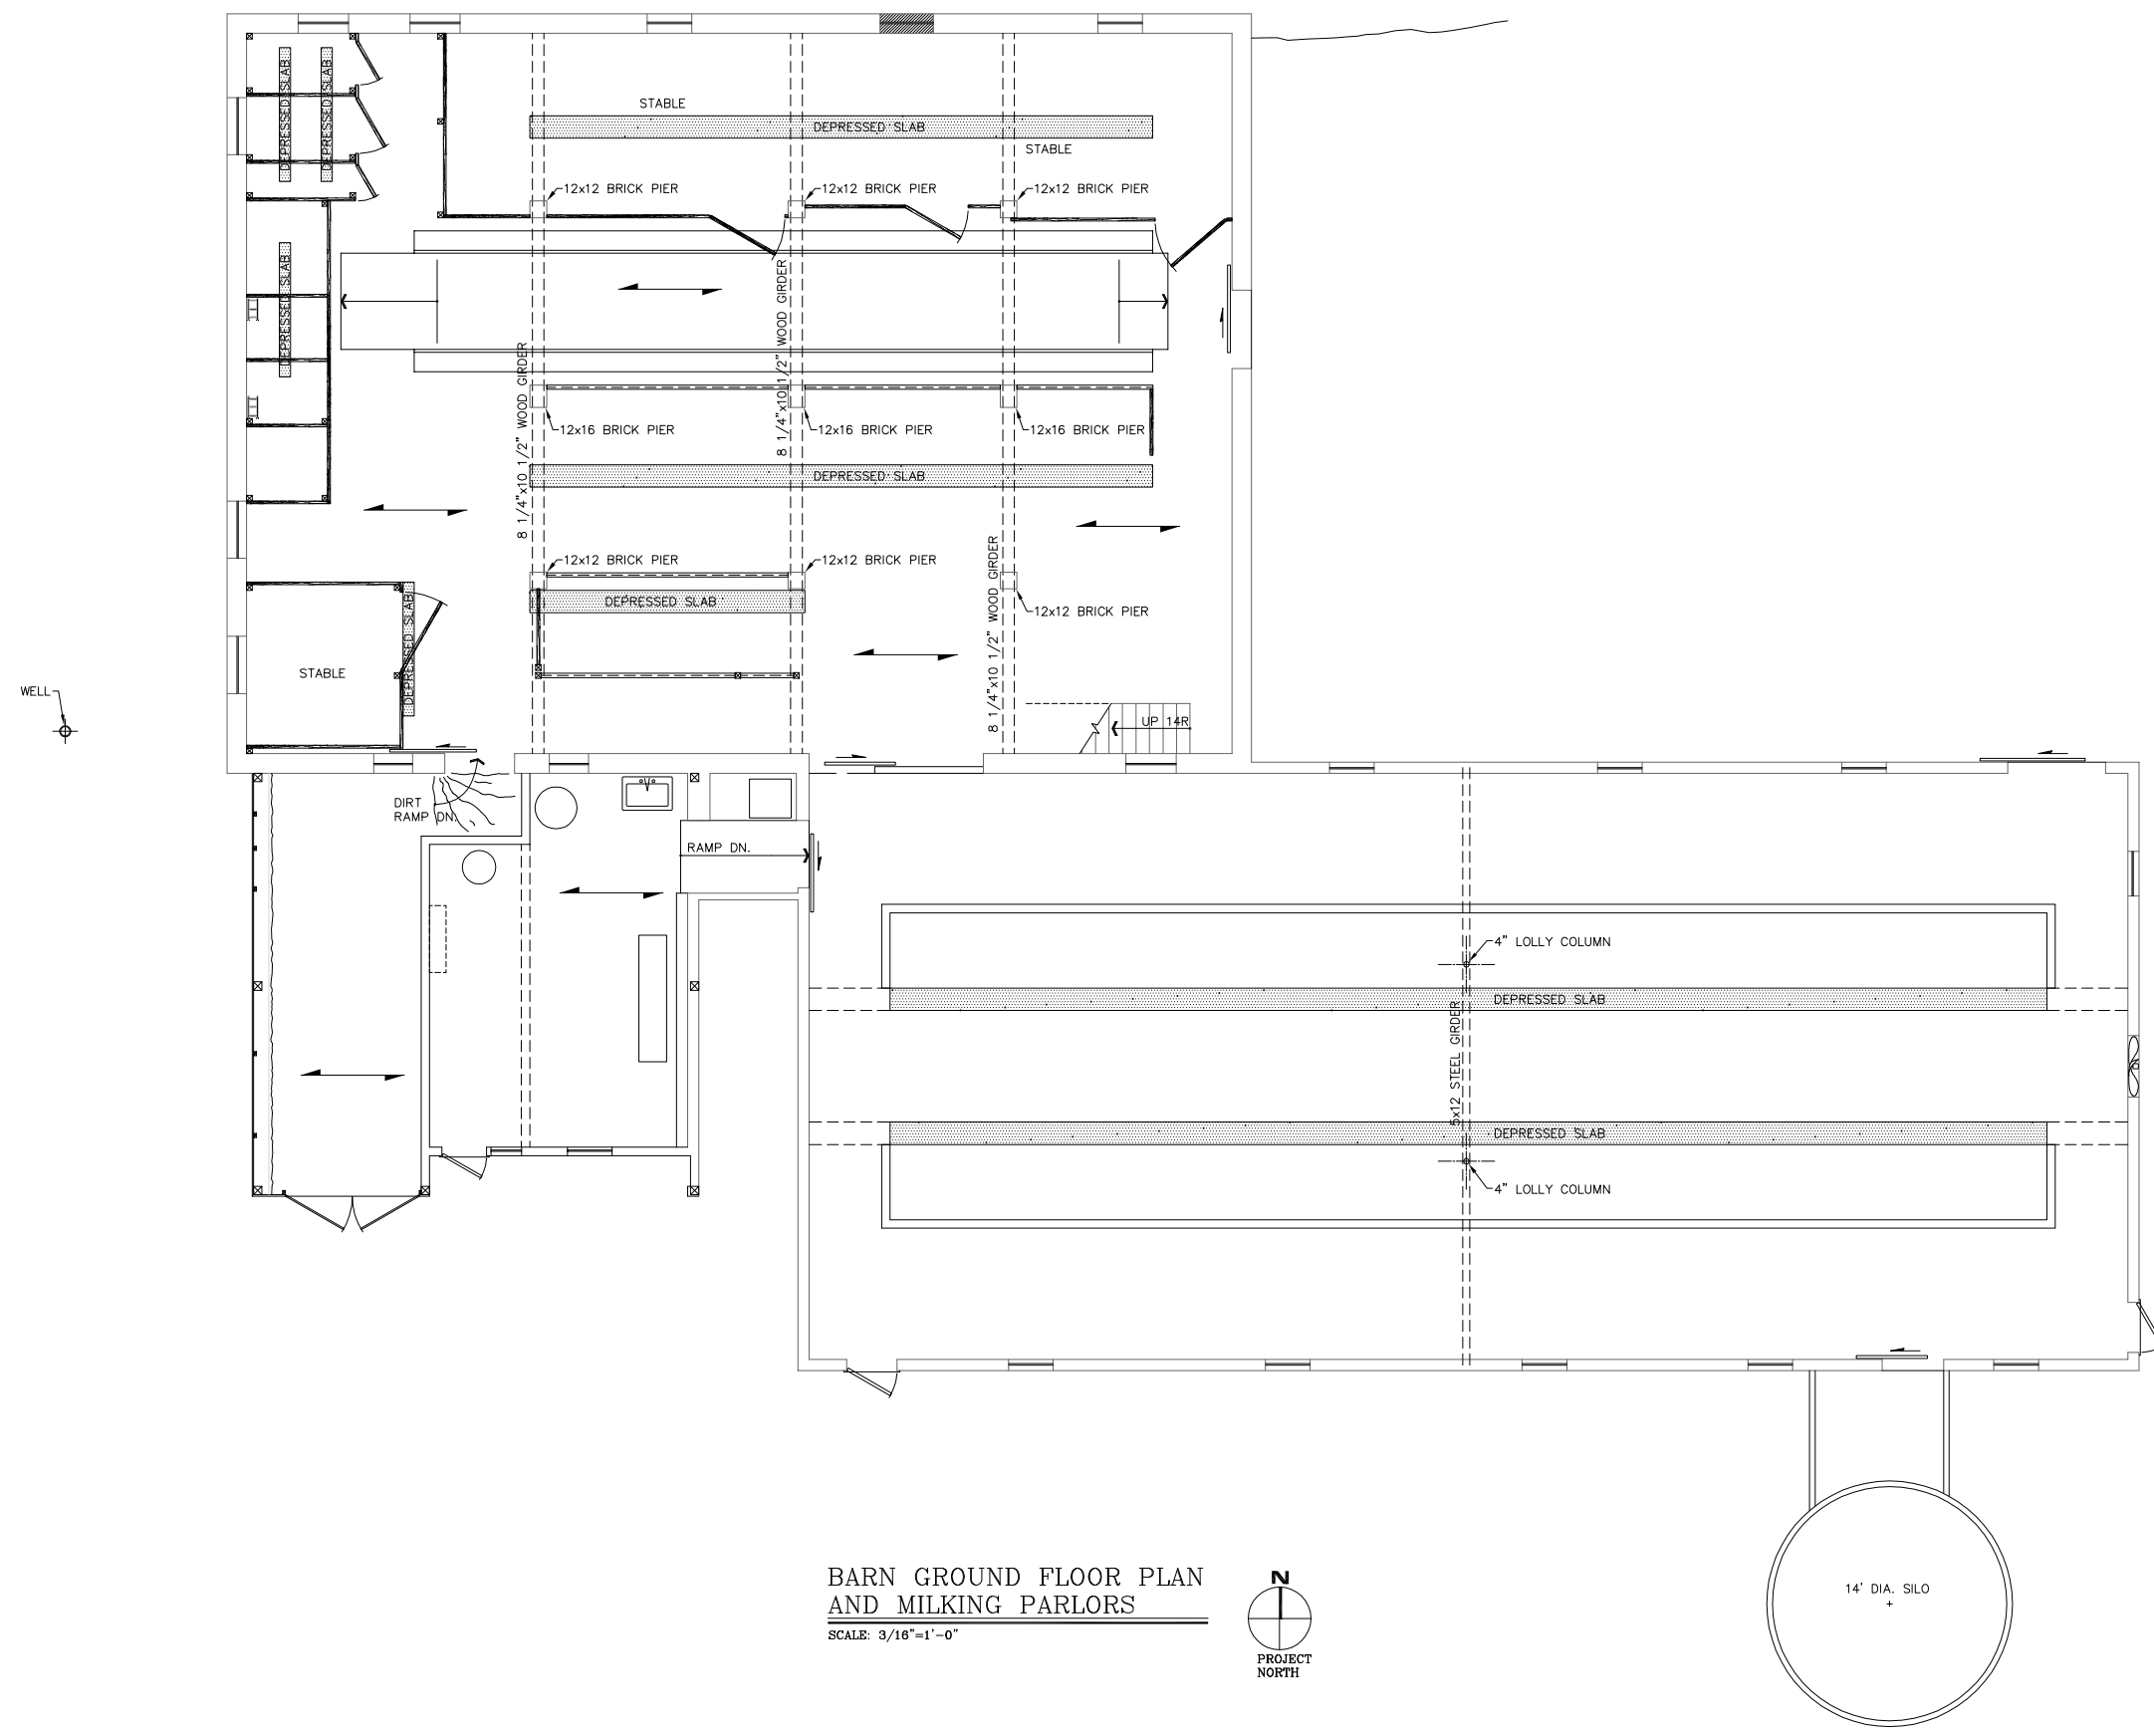 DEPRESSED SLAB
DEPRESSED SLAB
STABLE
DEPRESSED SLAB
STABLE
12x12 BRICK PIER
12x12 BRICK PIER
12x12 BRICK PIER
DEPRESSED SLAB
8 1/4"x10 1/2" WOOD GIRDER
8 1/4"x10 1/2" WOOD GIRDER
12x16 BRICK PIER
12x16 BRICK PIER
12x16 BRICK PIER
DEPRESSED SLAB
12x12 BRICK PIER
12x12 BRICK PIER
8 1/4"x10 1/2" WOOD GIRDER
DEPRESSED SLAB
12x12 BRICK PIER
DEPRESSED SLAB
STABLE
WELL
UP 14R
DIRT
RAMP DN.
RAMP DN.
4" LOLLY COLUMN
DEPRESSED SLAB
5x12 STEEL GIRDER
DN
DEPRESSED SLAB
4" LOLLY COLUMN
BARN GROUND FLOOR PLAN
AND MILKING PARLORS
SCALE: 3/16"=1'-0"
N
PROJECT
NORTH
14' DIA. SILO